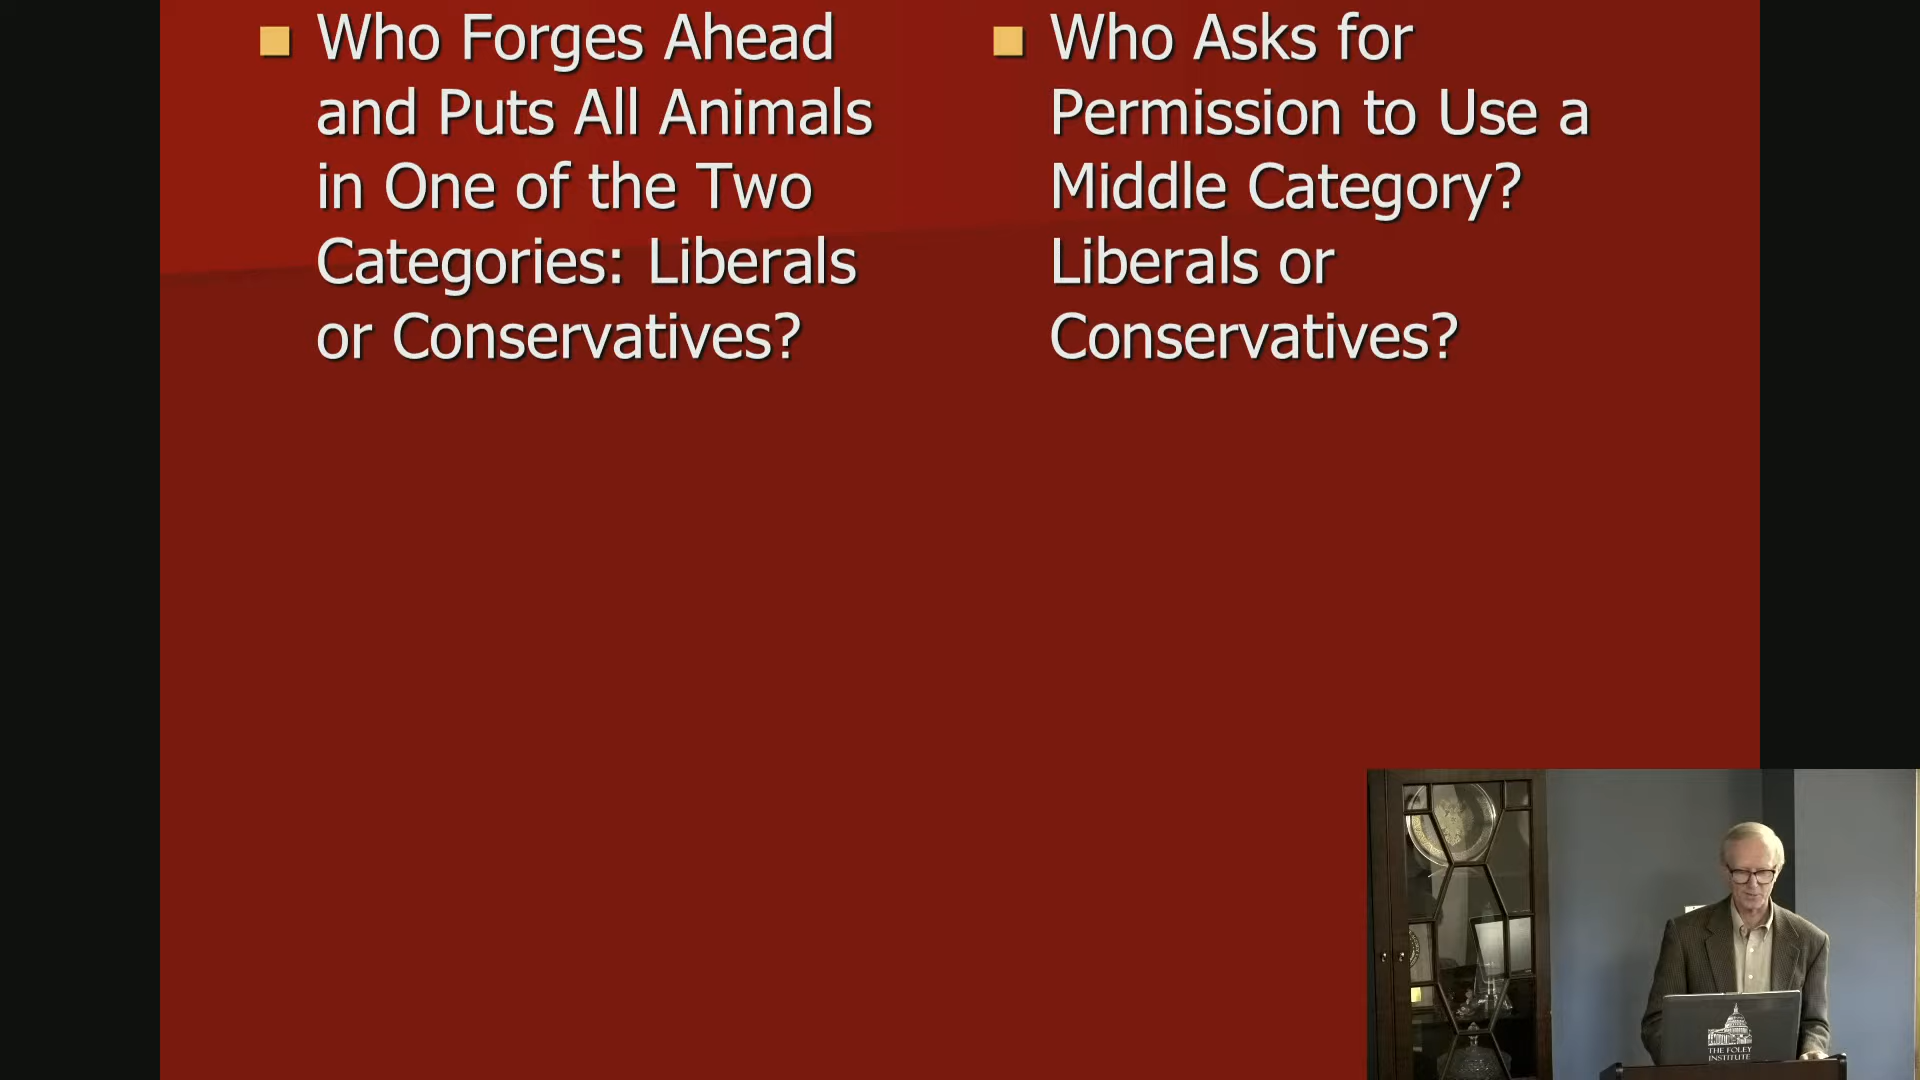 Who Forges Ahead
and Puts All Animals
in One of the Two
Categories: Liberals
or Conservatives?
Who Asks for
Permission to Use a
Middle Category?
Liberals or
Conservatives?
THE FOLEY
INSTITUTE